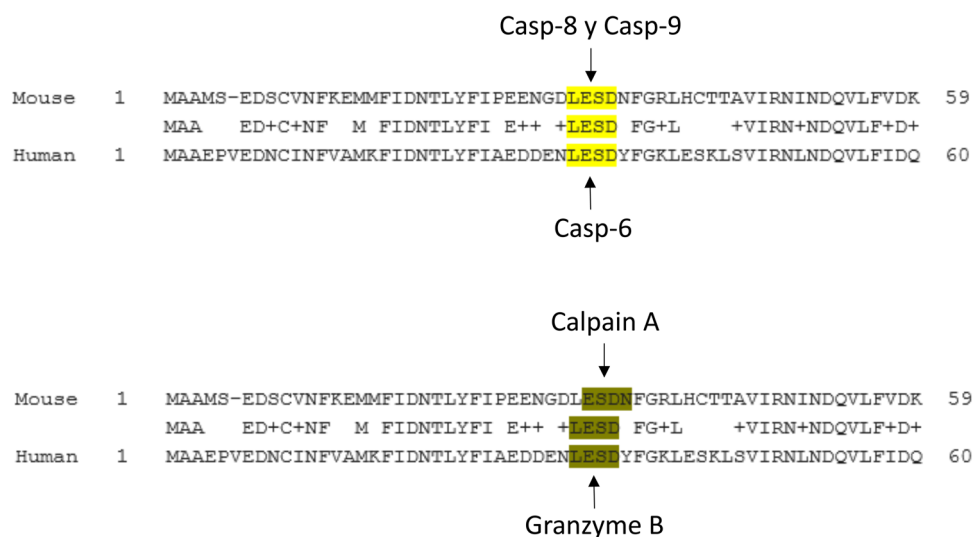 Casp-8 y Casp-9
Mouse 1 MAAMS-EDSCVNFKEMMFIDNTLYFIPEENGDLESDNFGRLHCTTAVIRNINDQVLFVDK 59
MAA ED+C+NF M FIDNTLYFI E++ +LESD FG+L +VIRN+NDQVLF+D+
Human 1 MAAEPVEDNCINFVAMKFIDNTLYFIAEDDENLESDYFGKLESKLSVIRNLNDQVLFIDQ 60
Casp-6
Calpain A
Mouse 1 MAAMS-EDSCVNFKEMMFIDNTLYFIPEENGDLESDNFGRLHCTTAVIRNINDQVLFVDK 59
MAA ED+C+NF M FIDNTLYFI E++ +LESD FG+L +VIRN+NDQVLF+D+
Human 1 MAAEPVEDNCINFVAMKFIDNTLYFIAEDDENLESDYFGKLESKLSVIRNLNDQVLFIDQ 60
Granzyme B